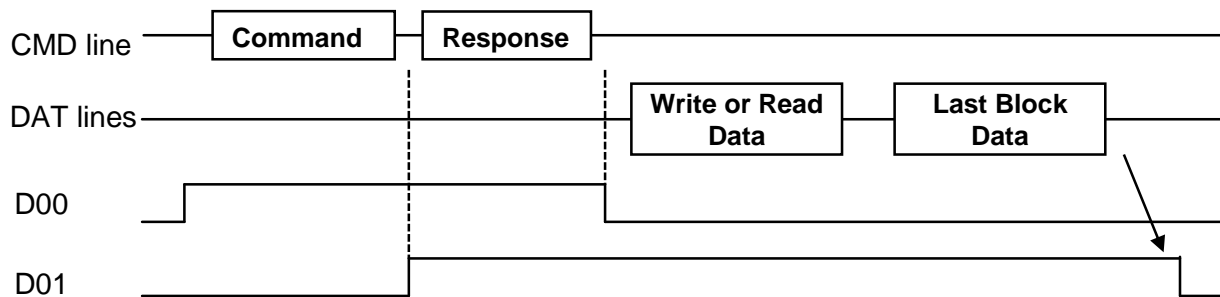 CMD line
Command
Response
DAT lines
Write or Read
Data
Last Block
Data
D00
D01